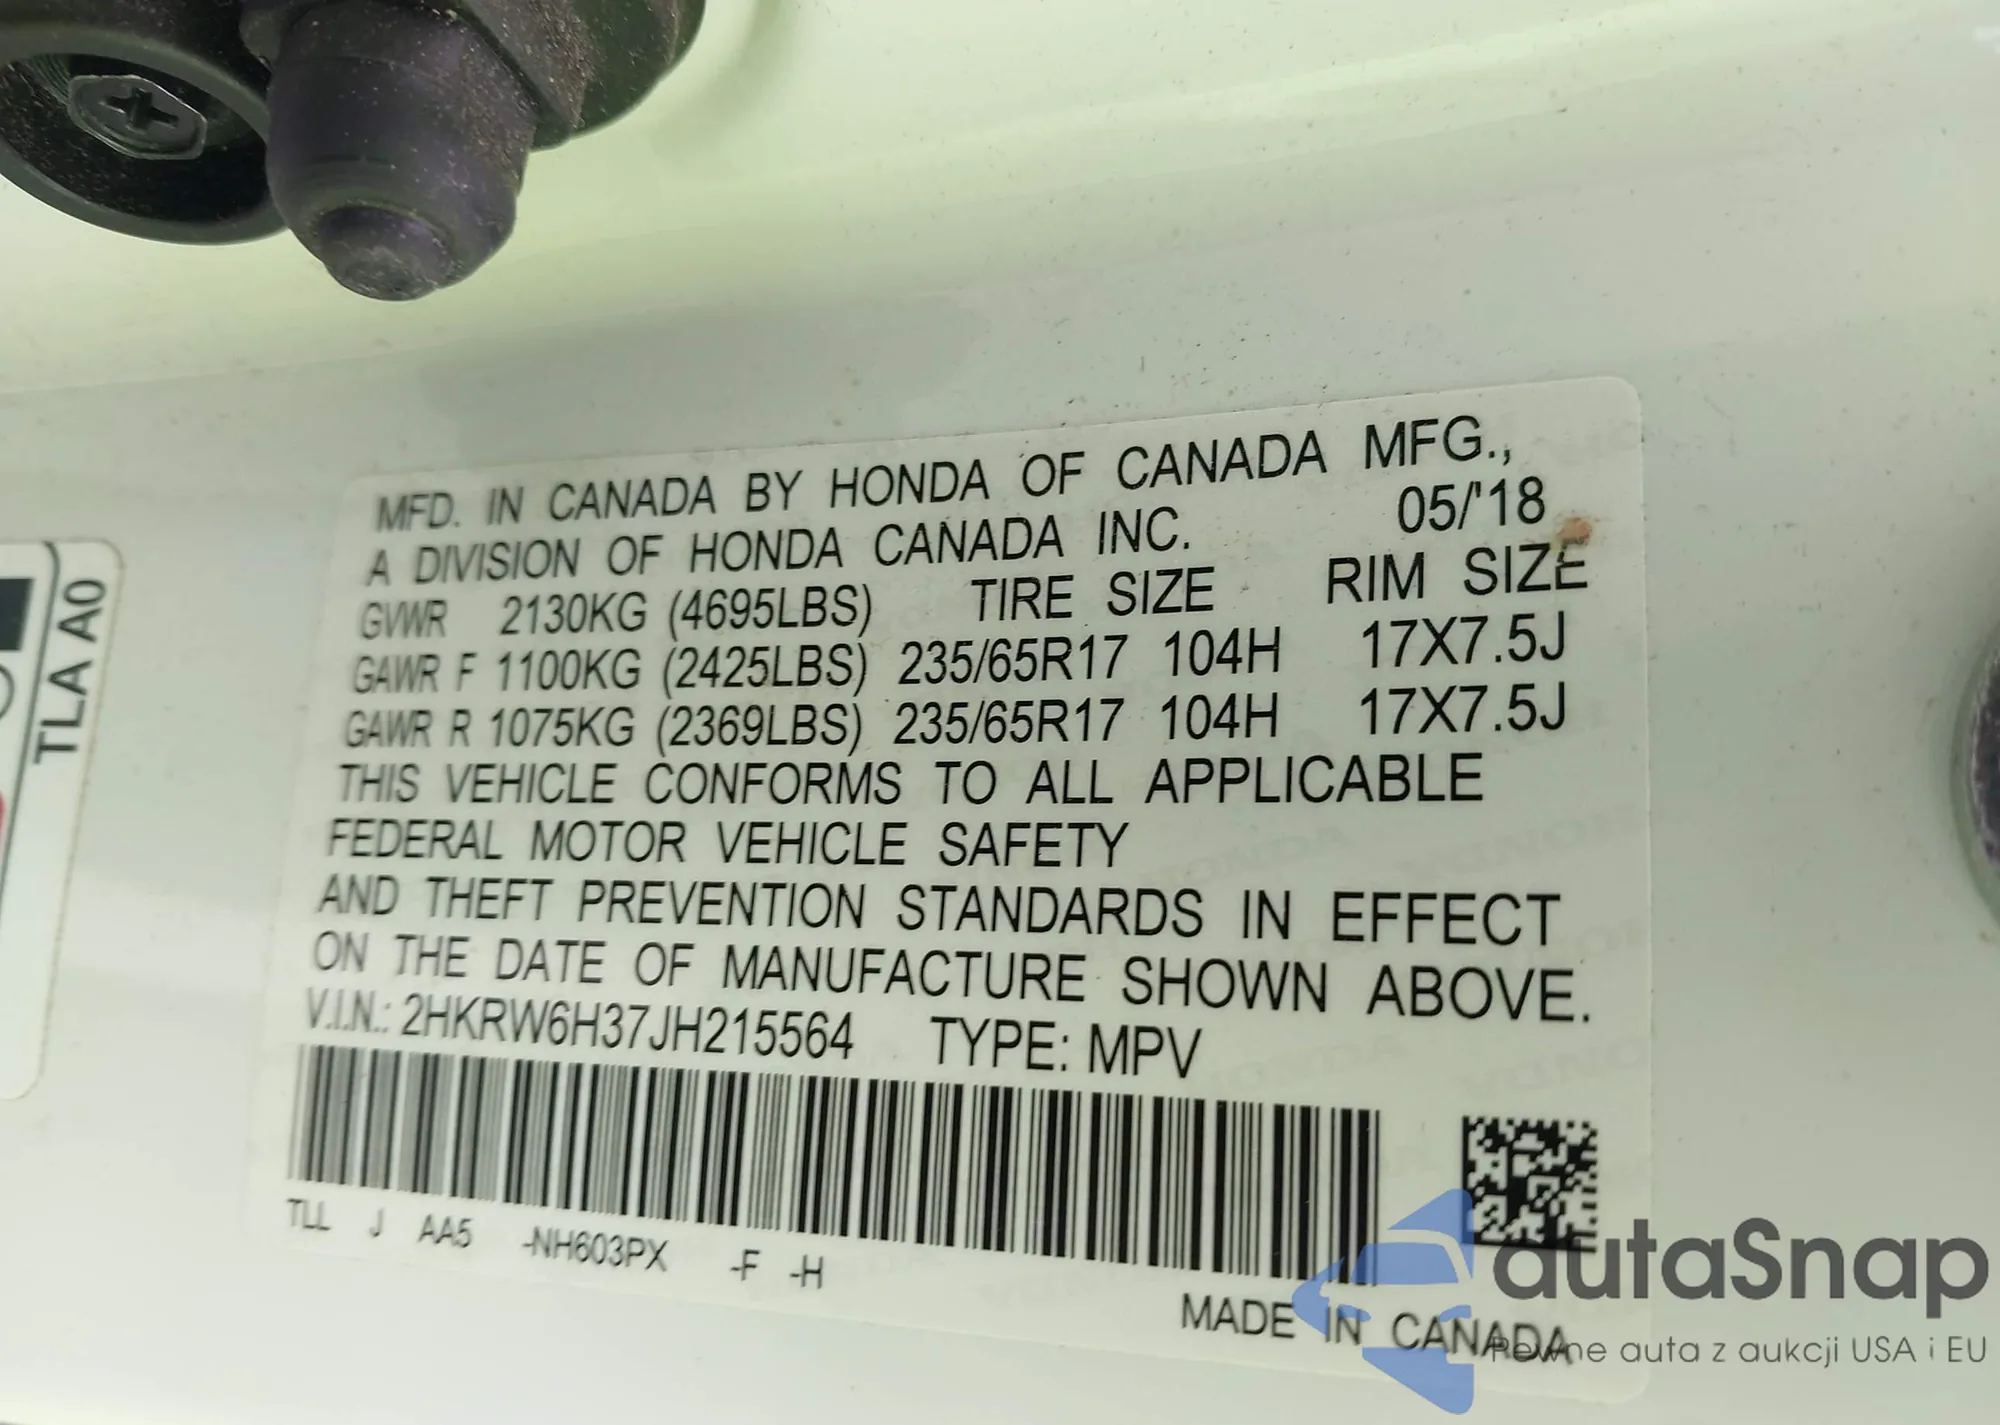 MFD. IN CANADA BY HONDA OF CANADA MFG.,
A DIVISION OF HONDA CANADA INC. 05/'18
GVWR 2130KG (4695LBS) TIRE SIZE RIM SIZE
GAWR F 1100KG (2425LBS) 235/65R17 104H 17X7.5J
GAWR R 1075KG (2369LBS) 235/65R17 104H 17X7.5J
THIS VEHICLE CONFORMS TO ALL APPLICABLE
FEDERAL MOTOR VEHICLE SAFETY
AND THEFT PREVENTION STANDARDS IN EFFECT
ON THE DATE OF MANUFACTURE SHOWN ABOVE.
V.I.N.: 2HKRW6H37JH215564 TYPE: MPV
TLL J AA5 -NH603PX -F -H
MADE IN CANADA
TLA A0
autaSnap
Pewne auta z aukcji USA i EU